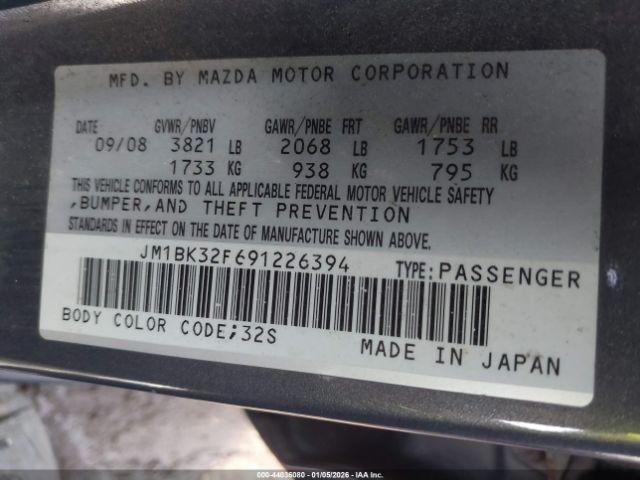 MFD. BY MAZDA MOTOR CORPORATION
DATE GVWR/PNBV GAWR/PNBE FRT GAWR/PNBE RR
09/08 3821 LB 2068 LB 1753 LB
1733 KG 938 KG 795 KG
THIS VEHICLE CONFORMS TO ALL APPLICABLE FEDERAL MOTOR VEHICLE SAFETY
,BUMPER,AND THEFT PREVENTION
STANDARDS IN EFFECT ON THE DATE OF MANUFACTURE SHOWN ABOVE.
JM1BK32F691226394 TYPE:PASSENGER
BODY COLOR CODE;32S
MADE IN JAPAN
000-44036080 - 01/05/2026 - IAA Inc.